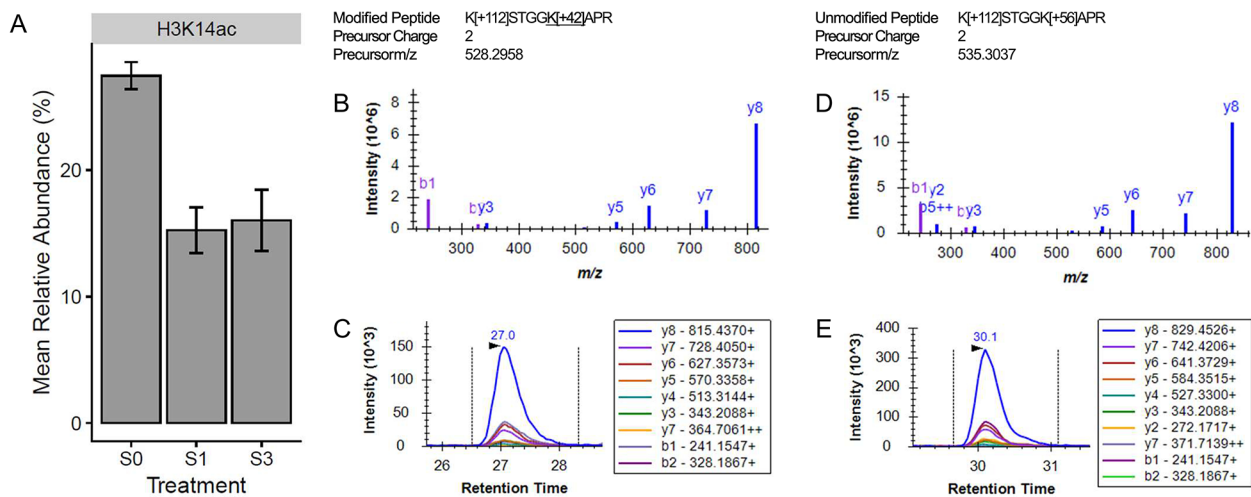 A
H3K14ac
Mean Relative Abundance (%)
20
10
0
S0 S1 S3
Treatment
Modified Peptide K[+112]STGGK[+42]APR
Precursor Charge 2
Precursorm/z 528.2958
B
Intensity (10^6)
8
6
4
2
0
b1
b y3
y5
y6
y7
y8
300 400 500 600 700 800
m/z
C
Intensity (10^3)
150
100
50
0
27.0
26 27 28
Retention Time
y8 - 815.4370+
y7 - 728.4050+
y6 - 627.3573+
y5 - 570.3358+
y4 - 513.3144+
y3 - 343.2088+
y7 - 364.7061++
b1 - 241.1547+
b2 - 328.1867+
Unmodified Peptide K[+112]STGGK[+56]APR
Precursor Charge 2
Precursorm/z 535.3037
D
Intensity (10^6)
15
10
5
0
b1 y2
b5++
b y3
y5
y6
y7
y8
300 400 500 600 700 800
m/z
E
Intensity (10^3)
400
300
200
100
0
30.1
30 31
Retention Time
y8 - 829.4526+
y7 - 742.4206+
y6 - 641.3729+
y5 - 584.3515+
y4 - 527.3300+
y3 - 343.2088+
y2 - 272.1717+
y7 - 371.7139++
b1 - 241.1547+
b2 - 328.1867+